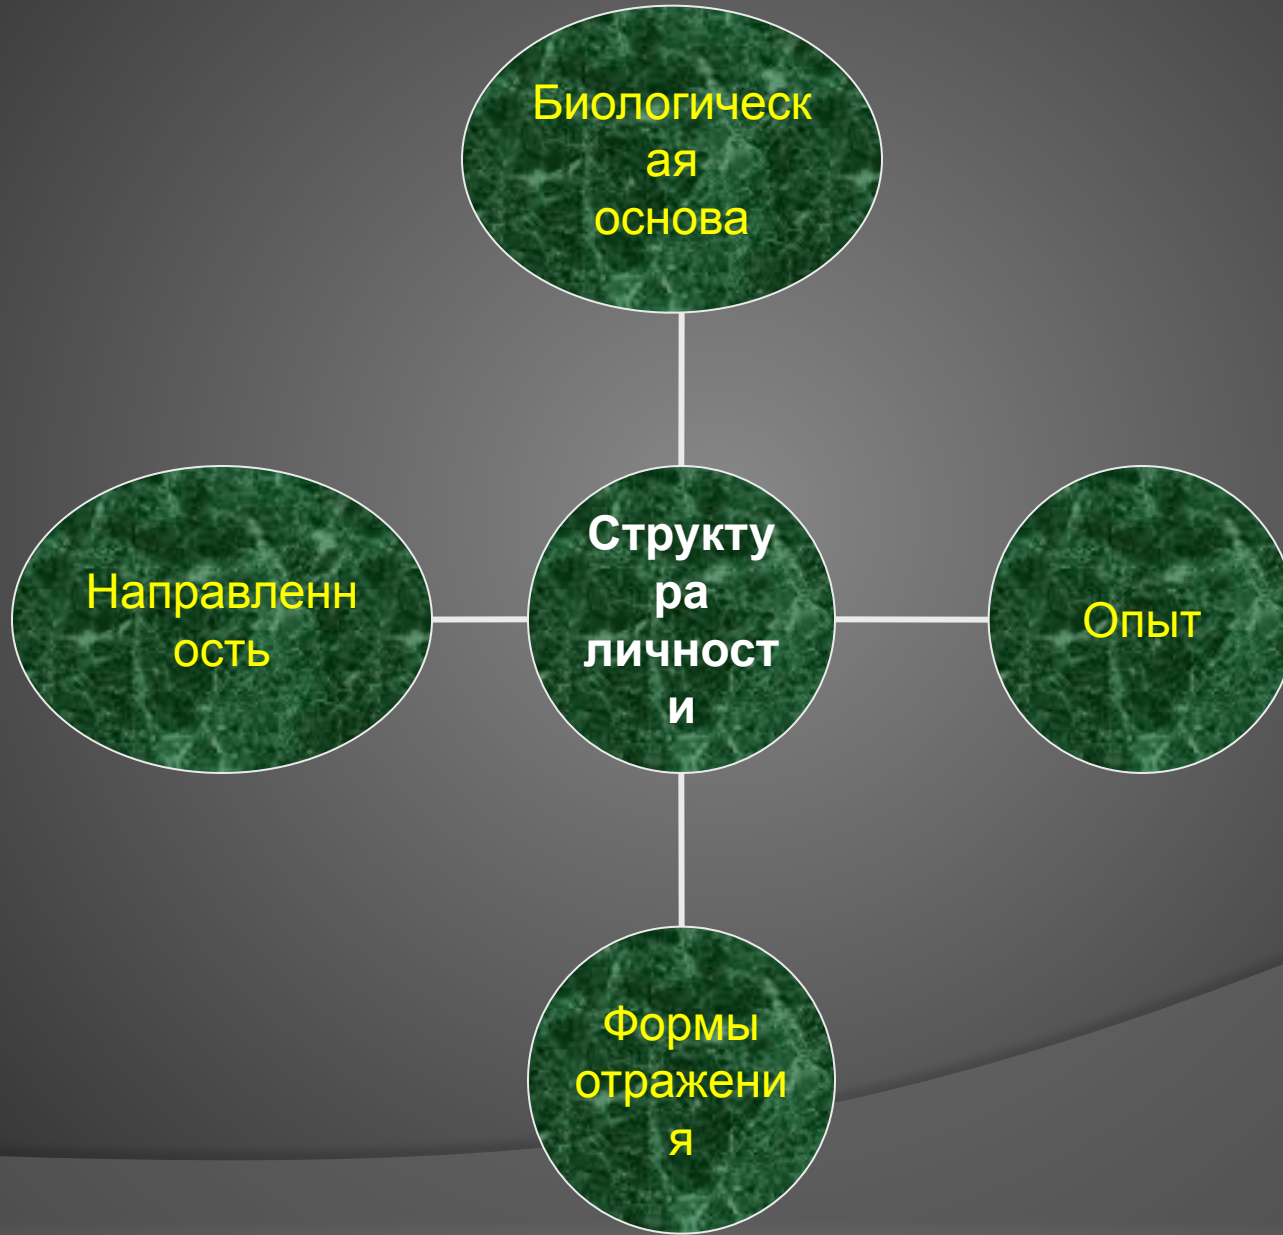 Биологическ
ая
основа
Направленн
ость
Структу
ра
личност
и
Опыт
Формы
отражени
я